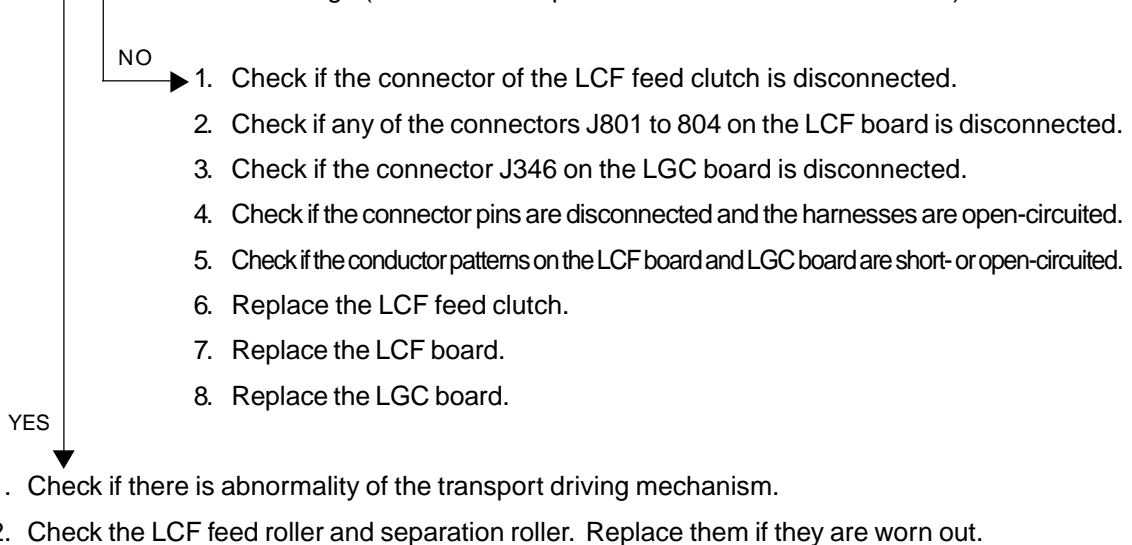 NO
1. Check if the connector of the LCF feed clutch is disconnected.
2. Check if any of the connectors J801 to 804 on the LCF board is disconnected.
3. Check if the connector J346 on the LGC board is disconnected.
4. Check if the connector pins are disconnected and the harnesses are open-circuited.
5. Check if the conductor patterns on the LCF board and LGC board are short- or open-circuited.
6. Replace the LCF feed clutch.
7. Replace the LCF board.
8. Replace the LGC board.
YES
. Check if there is abnormality of the transport driving mechanism.
2. Check the LCF feed roller and separation roller. Replace them if they are worn out.